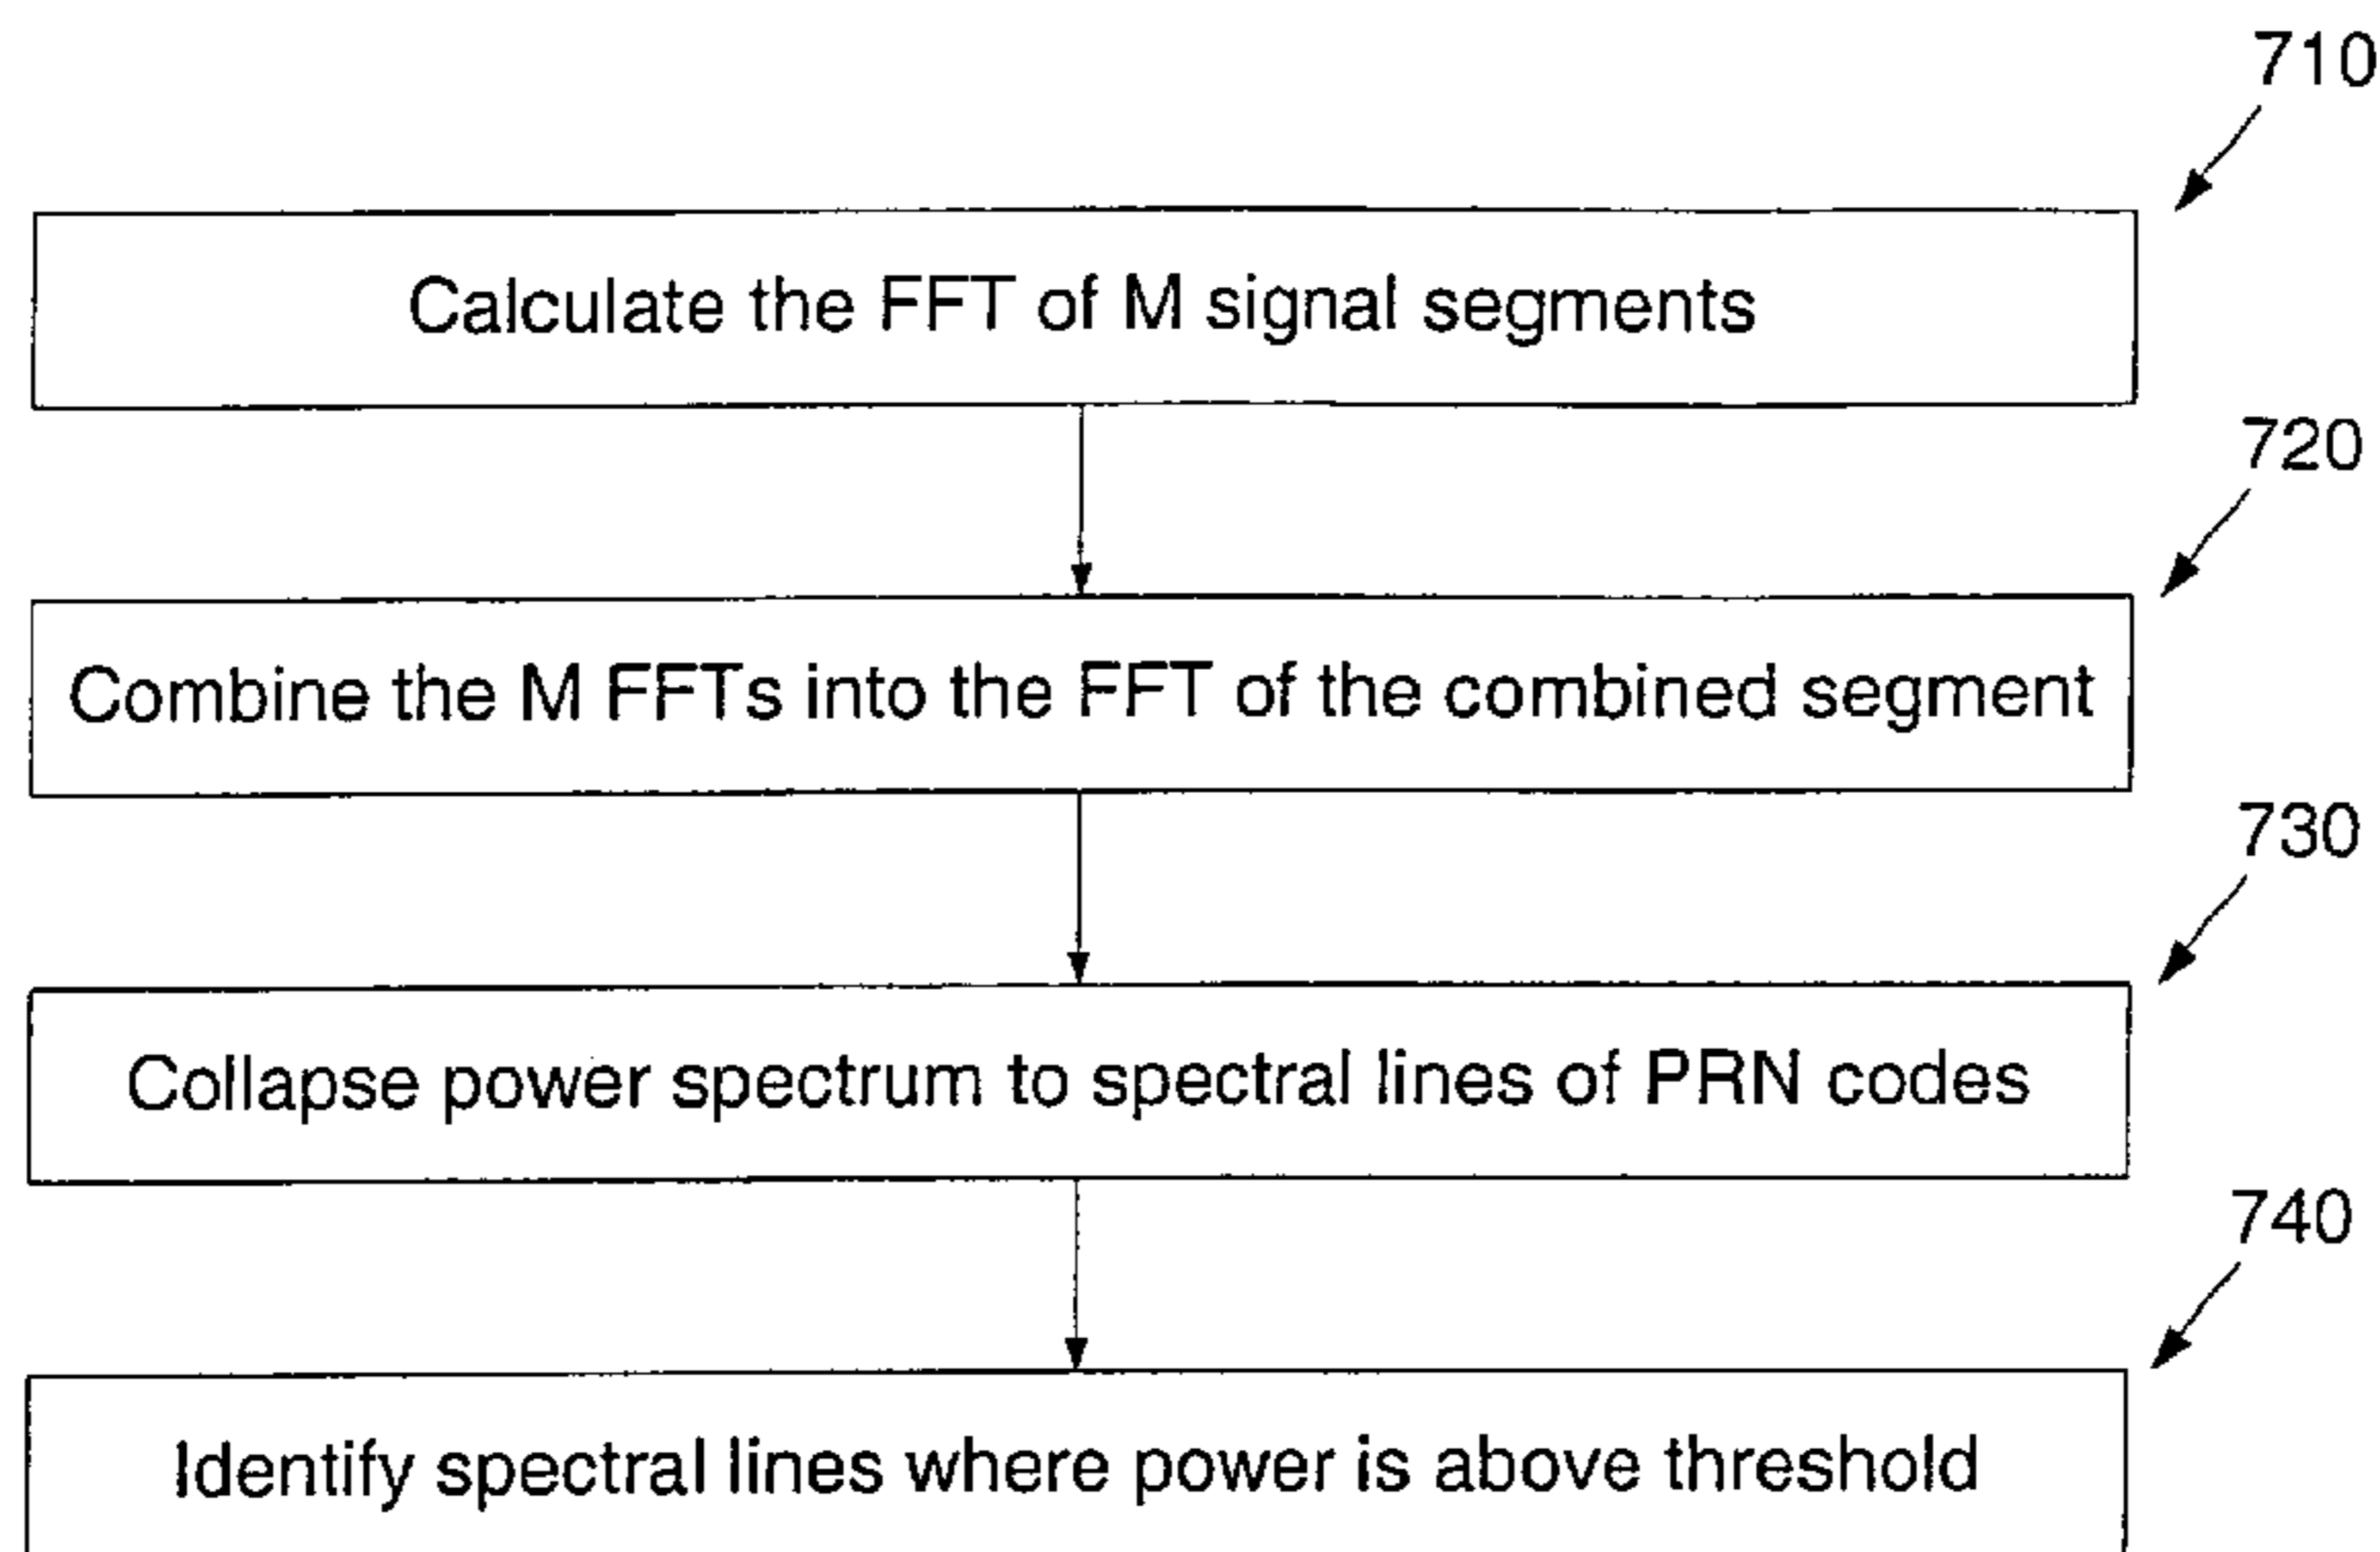 710
Calculate the FFT of M signal segments
720
Combine the M FFTs into the FFT of the combined segment
730
Collapse power spectrum to spectral lines of PRN codes
740
Identify spectral lines where power is above threshold